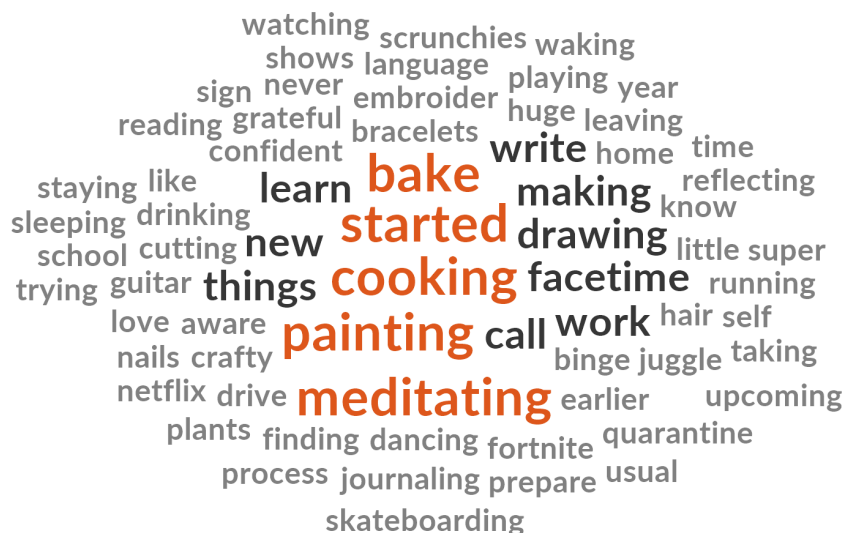 watching scrunchies waking
shows language
sign never embroider playing year
reading grateful bracelets huge leaving
confident bake write home time
staying like learn making reflecting
sleeping drinking started drawing know
school cutting new little super
trying guitar things cooking facetime running
love aware painting call work hair self
nails crafty binge juggle taking
netflix drive meditating earlier upcoming
plants finding dancing fortnite quarantine
process journaling prepare usual
skateboarding